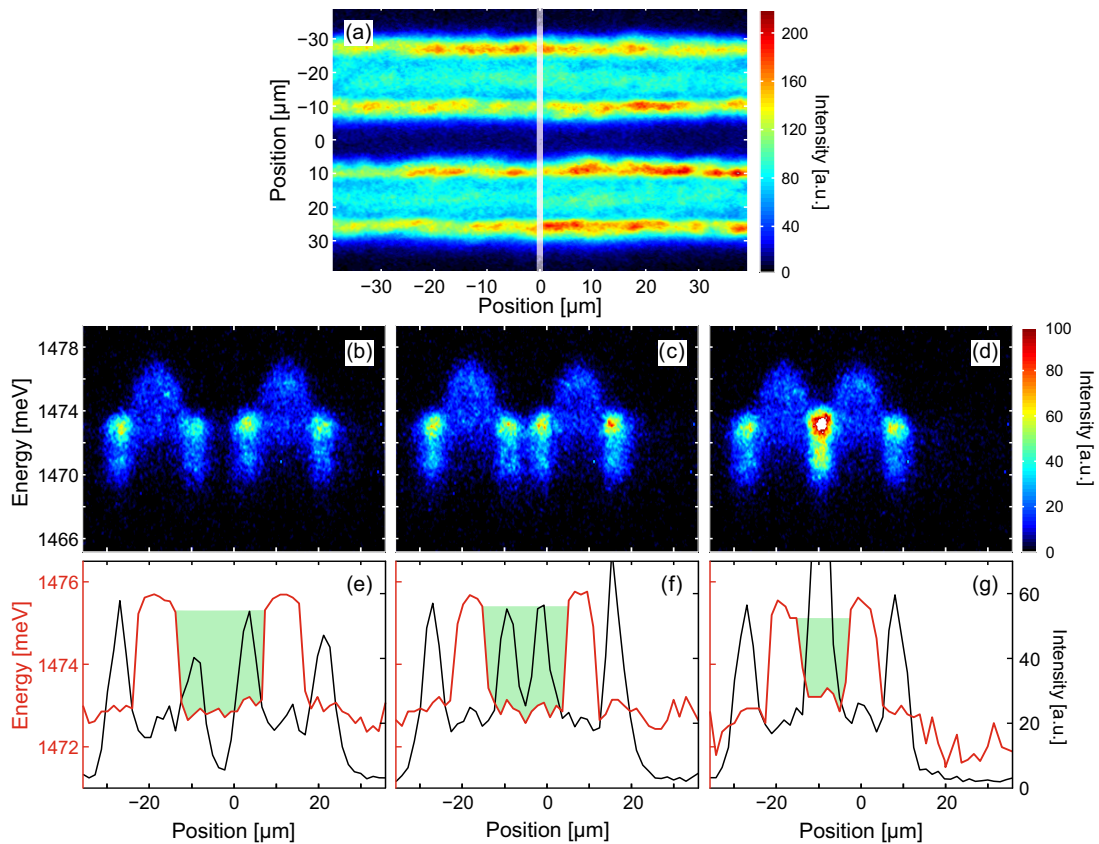 (a)
−30
−20
−10
0
10
20
30
Position [µm]
−30 −20 −10 0 10 20 30
Position [µm]
200
160
120
80
40
0
Intensity [a.u.]
(b) (c) (d)
1478
1474
1470
1466
Energy [meV]
100
80
60
40
20
0
Intensity [a.u.]
(e) (f) (g)
1476
1474
1472
Energy [meV]
60
40
20
0
Intensity [a.u.]
−20 0 20 −20 0 20 −20 0 20
Position [µm] Position [µm] Position [µm]